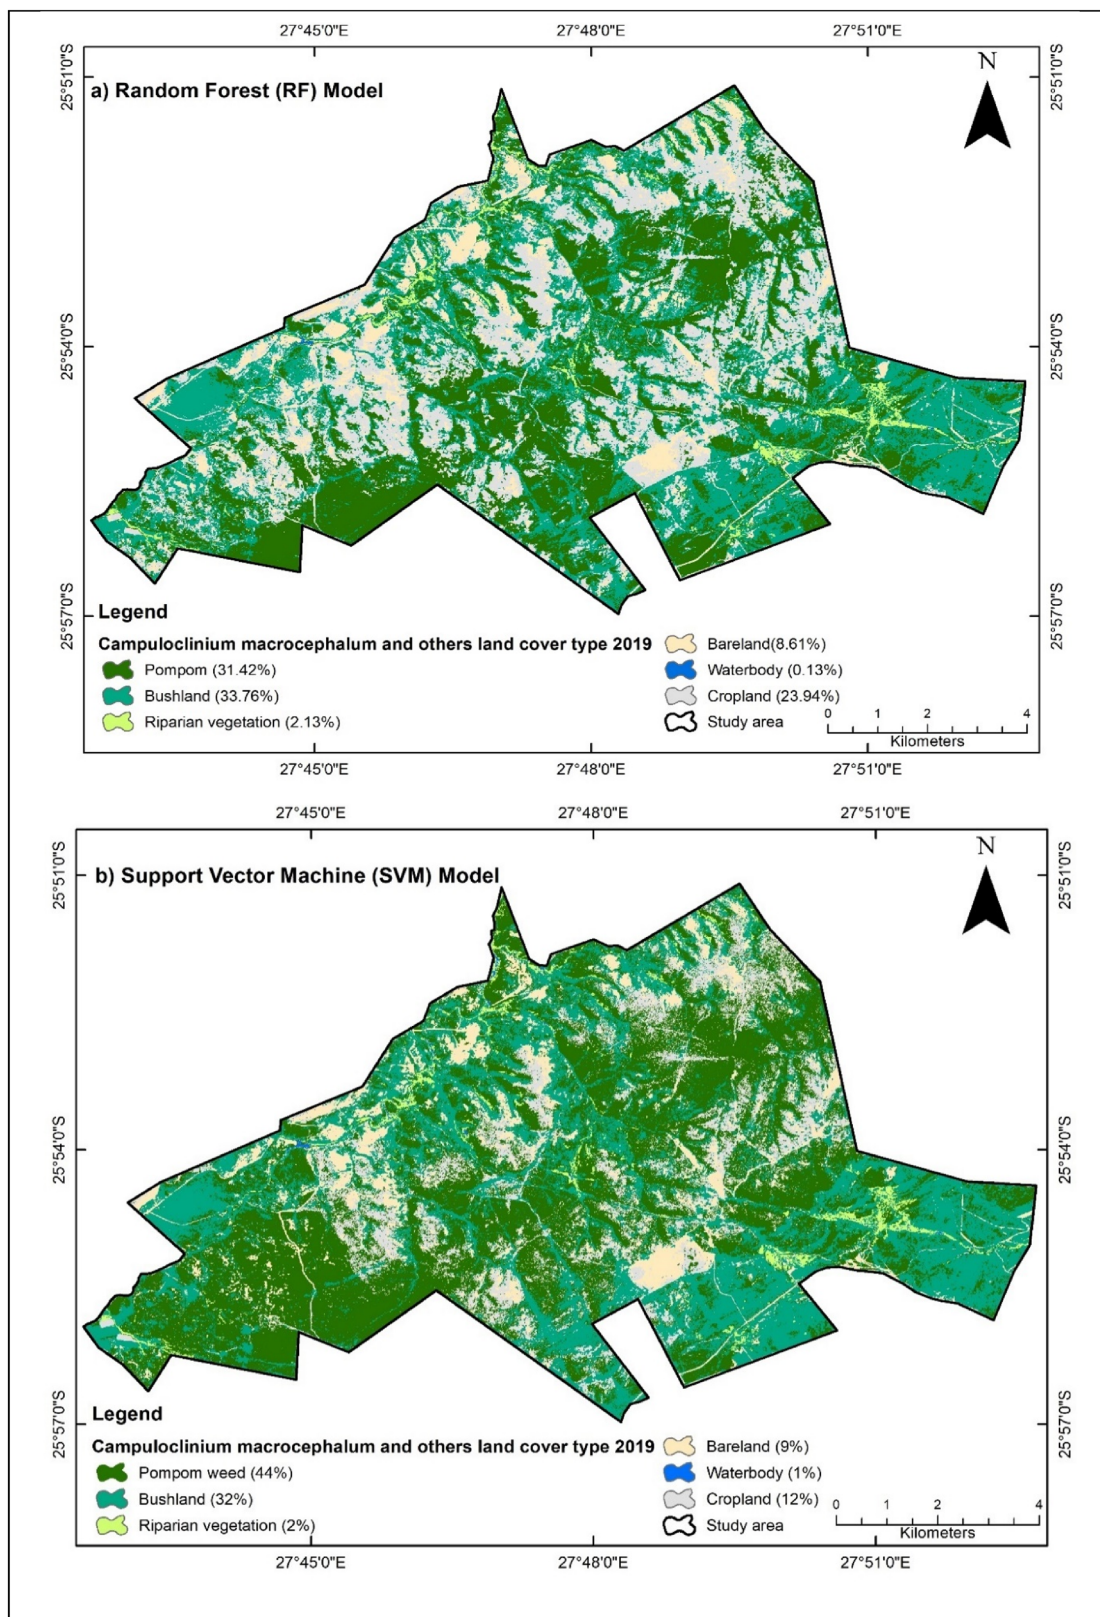 27°45'0"E 27°48'0"E 27°51'0"E
25°51'0"S 25°51'0"S
N
a) Random Forest (RF) Model
25°54'0"S 25°54'0"S
25°57'0"S 25°57'0"S
Legend
Campuloclinium macrocephalum and others land cover type 2019
Pompom (31.42%)
Bushland (33.76%)
Riparian vegetation (2.13%)
Bareland(8.61%)
Waterbody (0.13%)
Cropland (23.94%)
Study area
0 1 2 4
Kilometers
27°45'0"E 27°48'0"E 27°51'0"E
27°45'0"E 27°48'0"E 27°51'0"E
25°51'0"S 25°51'0"S
N
b) Support Vector Machine (SVM) Model
25°54'0"S 25°54'0"S
25°57'0"S 25°57'0"S
Legend
Campuloclinium macrocephalum and others land cover type 2019
Pompom weed (44%)
Bushland (32%)
Riparian vegetation (2%)
Bareland (9%)
Waterbody (1%)
Cropland (12%)
Study area
0 1 2 4
Kilometers
27°45'0"E 27°48'0"E 27°51'0"E